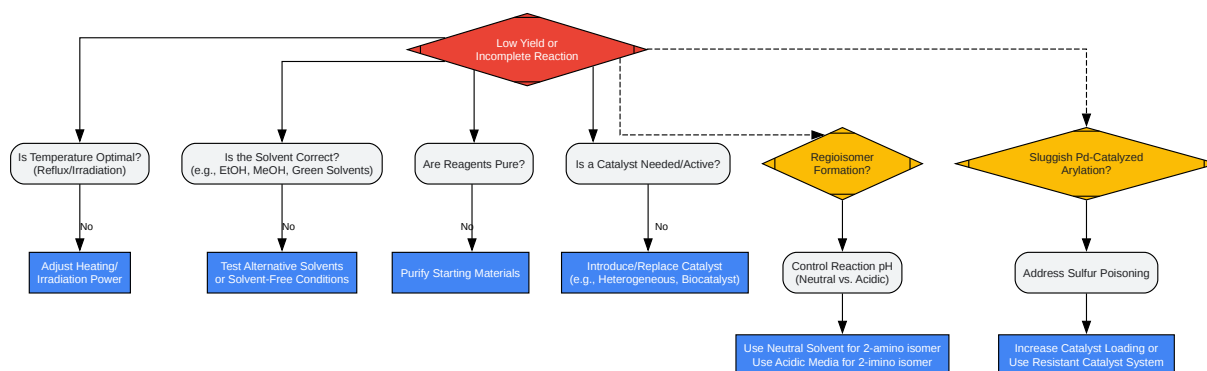 Low Yield or
Incomplete Reaction
Is Temperature Optimal?
(Reflux/Irradiation)
Is the Solvent Correct?
(e.g., EtOH, MeOH, Green Solvents)
Are Reagents Pure?
Is a Catalyst Needed/Active?
Regioisomer
Formation?
Sluggish Pd-Catalyzed
Arylation?
No
No
No
No
Adjust Heating/
Irradiation Power
Test Alternative Solvents
or Solvent-Free Conditions
Purify Starting Materials
Introduce/Replace Catalyst
(e.g., Heterogeneous, Biocatalyst)
Control Reaction pH
(Neutral vs. Acidic)
Address Sulfur Poisoning
Use Neutral Solvent for 2-amino isomer
Use Acidic Media for 2-imino isomer
Increase Catalyst Loading or
Use Resistant Catalyst System